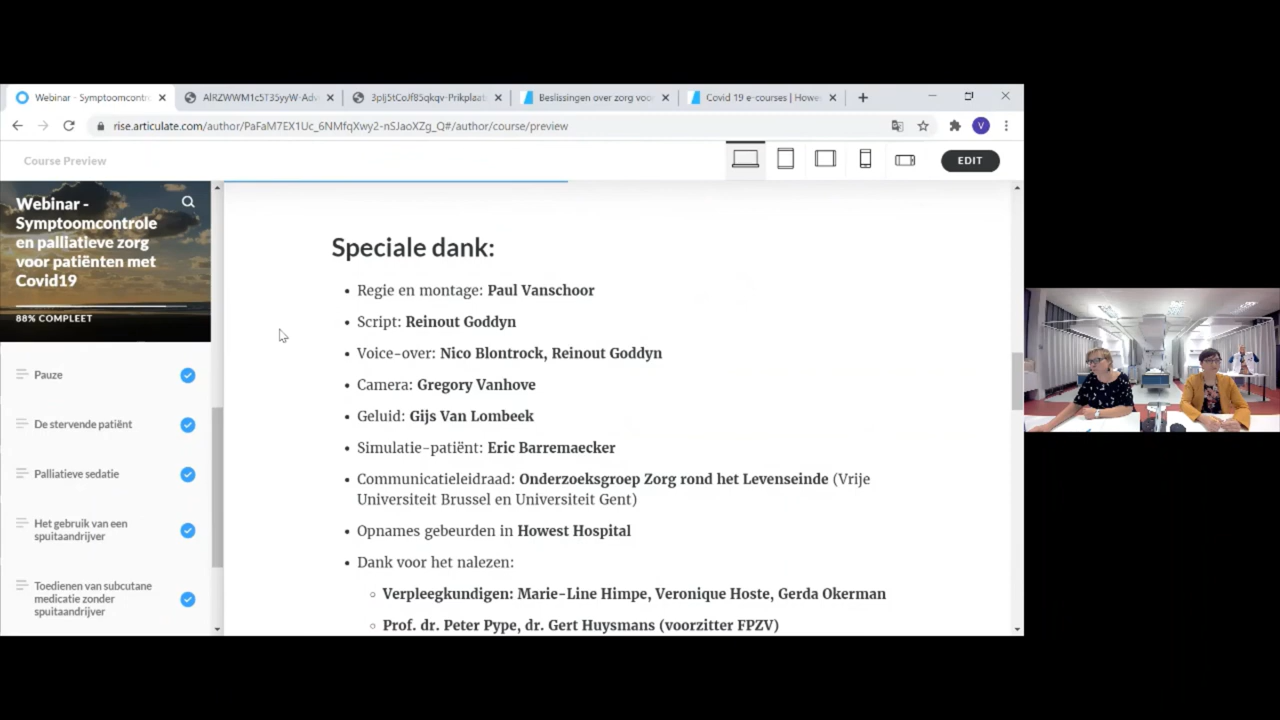 Webinar - Symptoomcontr
AlRZWWM1c5T35yyW-Adv
3pIj5tCoJf85qkqv-Prikplaat
Beslissingen over zorg voo
Covid 19 e-courses | Howe
rise.articulate.com/author/PaFaM7EX1Uc_6NMfqXwy2-nSJaoXZg_Q#/author/course/preview
V
Course Preview
EDIT
Webinar -
Symptoomcontrole
en palliatieve zorg
voor patiënten met
Covid19
88% COMPLEET
Pauze
De stervende patiënt
Palliatieve sedatie
Het gebruik van een
spuitaandrijver
Toedienen van subcutane
medicatie zonder
spuitaandrijver
Speciale dank:
• Regie en montage: Paul Vanschoor
• Script: Reinout Goddyn
• Voice-over: Nico Blontrock, Reinout Goddyn
• Camera: Gregory Vanhove
• Geluid: Gijs Van Lombeek
• Simulatie-patiënt: Eric Barremaecker
• Communicatieleidraad: Onderzoeksgroep Zorg rond het Levenseinde (Vrije
Universiteit Brussel en Universiteit Gent)
• Opnames gebeurden in Howest Hospital
• Dank voor het nalezen:
◦ Verpleegkundigen: Marie-Line Himpe, Veronique Hoste, Gerda Okerman
◦ Prof. dr. Peter Pype, dr. Gert Huysmans (voorzitter FPZV)